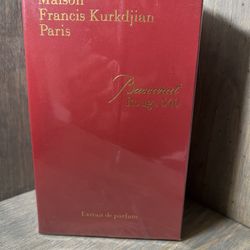 Maison
Francis Kurkdjian
Paris
Baccarat
Rouge 540
Extrait de parfum